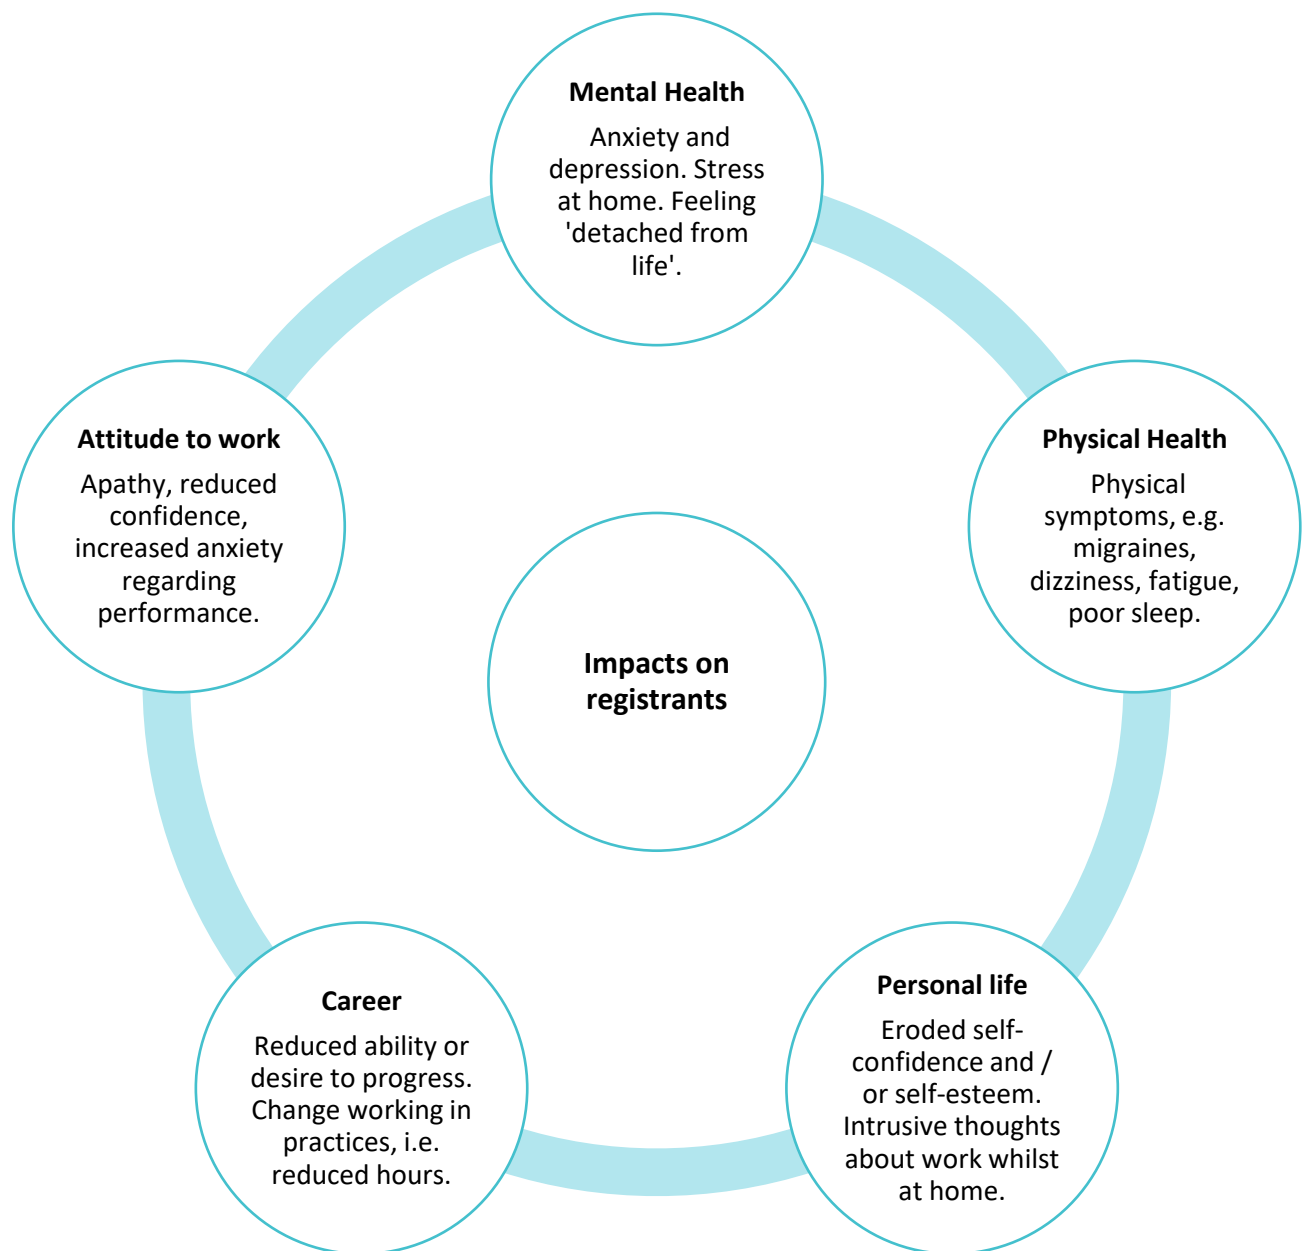 Mental Health
Anxiety and
depression. Stress
at home. Feeling
'detached from
life'.
Physical Health
Physical
symptoms, e.g.
migraines,
dizziness, fatigue,
poor sleep.
Personal life
Eroded self-
confidence and /
or self-esteem.
Intrusive thoughts
about work whilst
at home.
Career
Reduced ability or
desire to progress.
Change working in
practices, i.e.
reduced hours.
Attitude to work
Apathy, reduced
confidence,
increased anxiety
regarding
performance.
Impacts on
registrants